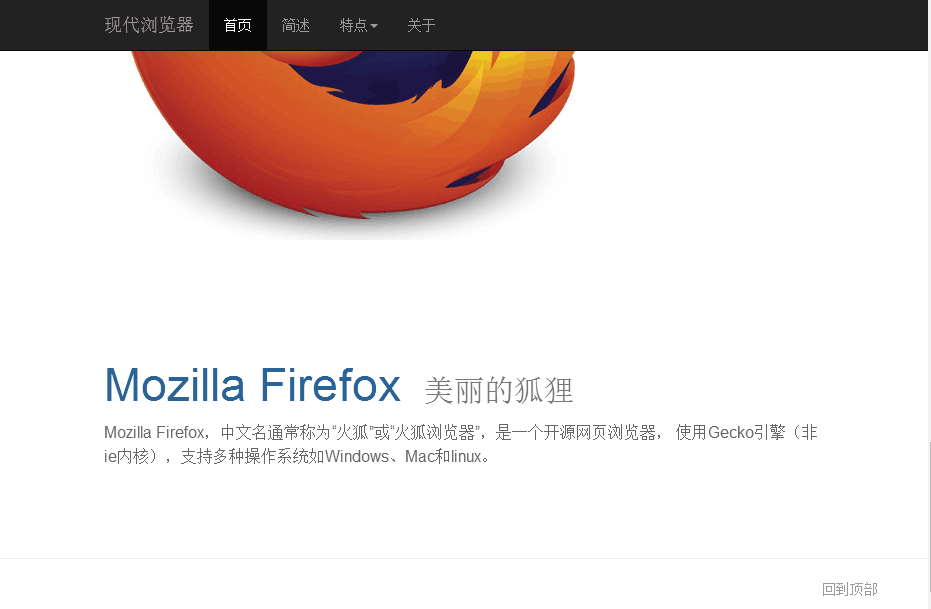 现代浏览器 首页 简述 特点 关于
Mozilla Firefox 美丽的狐狸
Mozilla Firefox，中文名通常称为“火狐”或“火狐浏览器”，是一个开源网页浏览器， 使用Gecko引擎（非
ie内核），支持多种操作系统如Windows、Mac和linux。
回到顶部